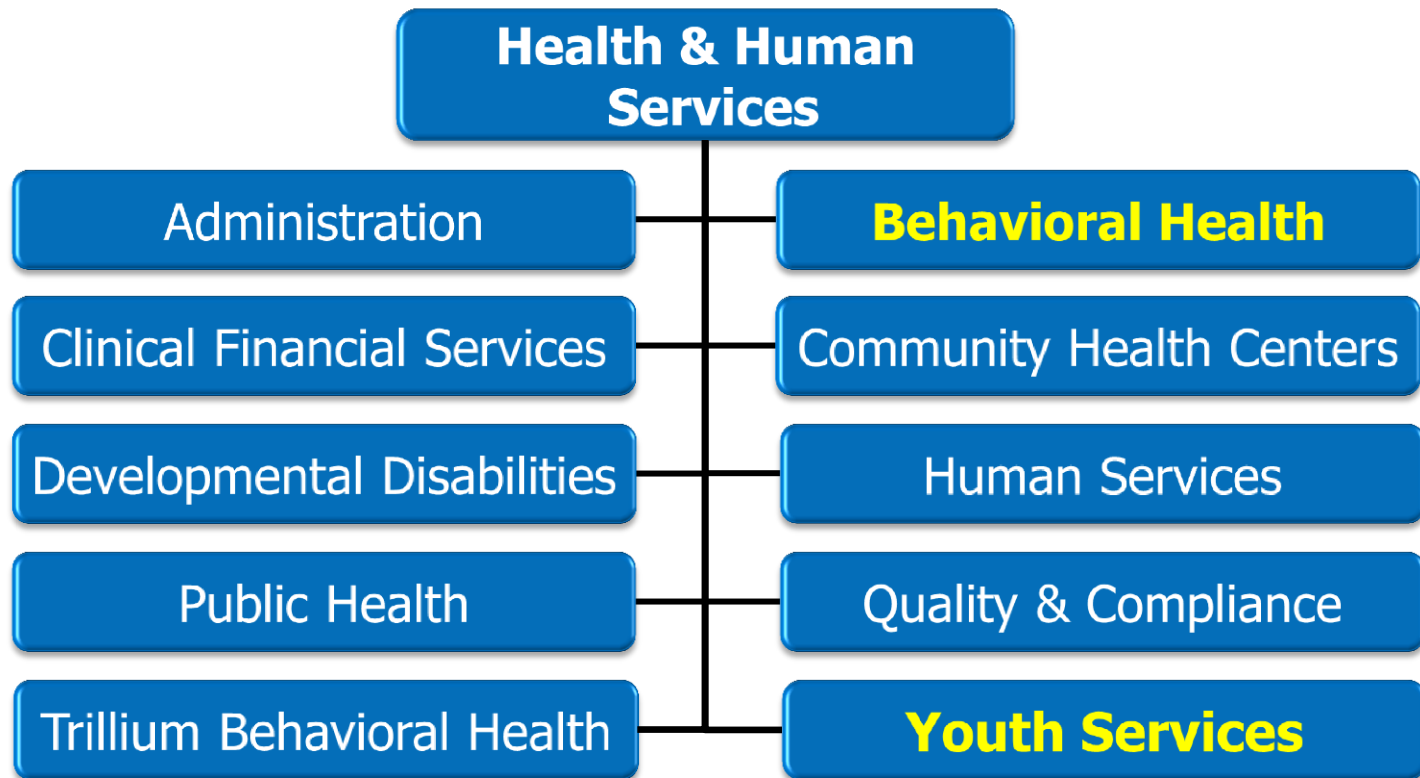 Health & Human
Services
Administration
Behavioral Health
Clinical Financial Services
Community Health Centers
Developmental Disabilities
Human Services
Public Health
Quality & Compliance
Trillium Behavioral Health
Youth Services